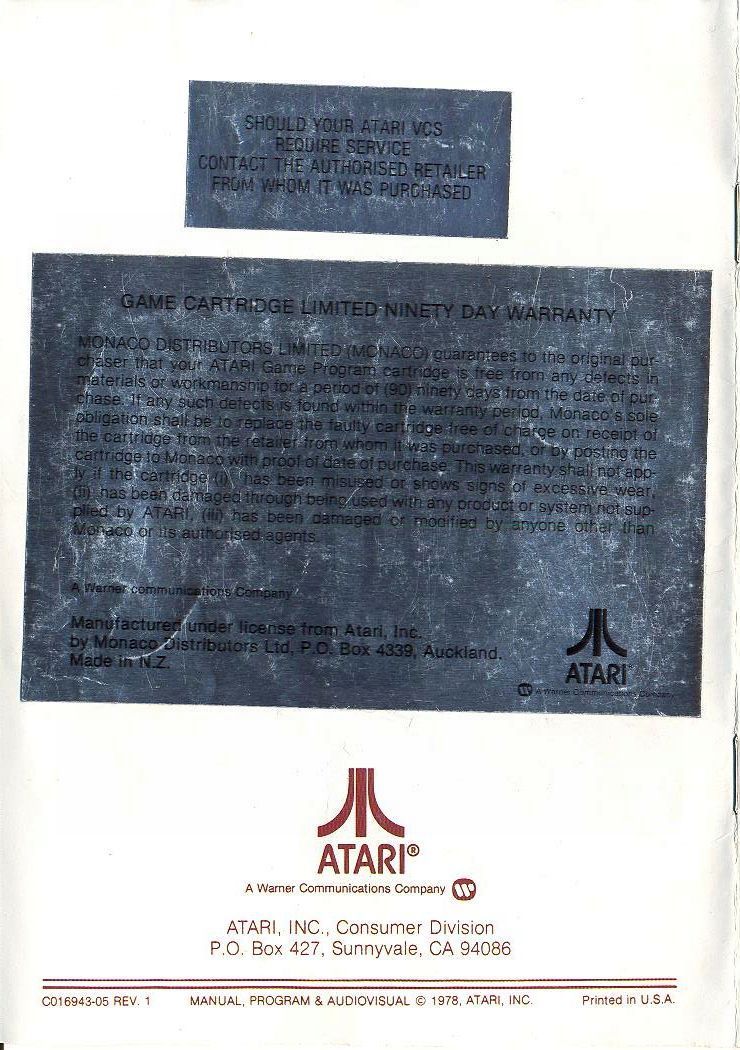 SHOULD YOUR ATARI VCS
REQUIRE SERVICE
CONTACT THE AUTHORISED RETAILER
FROM WHOM IT WAS PURCHASED
GAME CARTRIDGE LIMITED NINETY DAY WARRANTY
MONACO DISTRIBUTORS LIMITED (MONACO) guarantees to the original pur-
chaser that your ATARI Game Program cartridge is free from any defects in
materials or workmanship for a period of (90) ninety days from the date of pur-
chase. If any such defects is found within the warranty period, Monaco's sole
obligation shall be to replace the faulty cartridge free of charge on receipt of
the cartridge from the retailer from whom it was purchased, or by posting the
cartridge to Monaco with proof of date of purchase. This warranty shall not app-
ly if the cartridge (i) has been misused or shows signs of excessive wear,
(ii) has been damaged through being used with any product or system not sup-
plied by ATARI, (iii) has been damaged or modified by anyone other than
Monaco or its authorised agents.
A Warner communications Company
Manufactured under license from Atari, Inc.
by Monaco Distributors Ltd. P.O. Box 4339, Auckland.
Made in N.Z.
ATARI®
A Warner Communications Company
ATARI®
A Warner Communications Company
ATARI, INC., Consumer Division
P.O. Box 427, Sunnyvale, CA 94086
C016943-05 REV. 1 MANUAL, PROGRAM & AUDIOVISUAL © 1978, ATARI, INC. Printed in U.S.A.